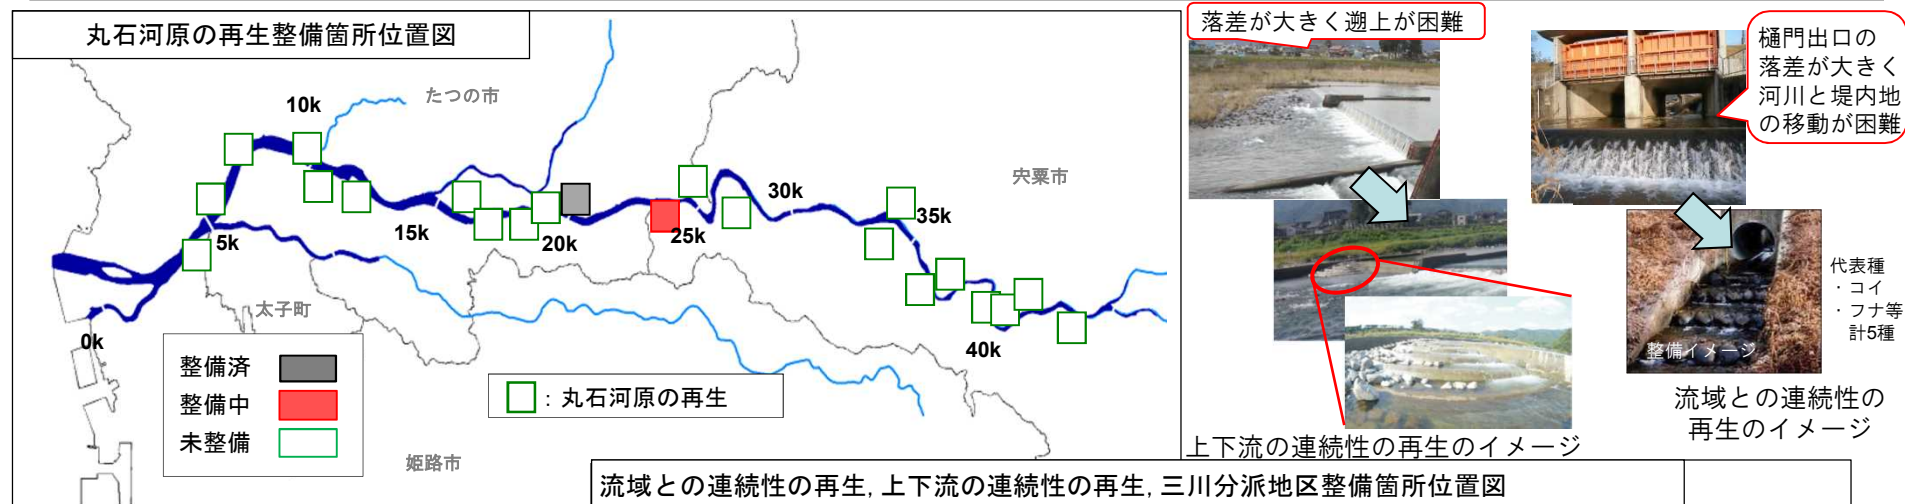 丸石河原の再生整備箇所位置図
10k
たつの市
宍粟市
30k
35k
15k
20k
25k
5k
太子町
0k
40k
整備済
整備中
未整備
：丸石河原の再生
姫路市
落差が大きく遡上が困難
樋門出口の
落差が大きく
河川と堤内地
の移動が困難
代表種
・コイ
・フナ等
計5種
整備イメージ
流域との連続性の
再生のイメージ
上下流の連続性の再生のイメージ
流域との連続性の再生, 上下流の連続性の再生, 三川分派地区整備箇所位置図